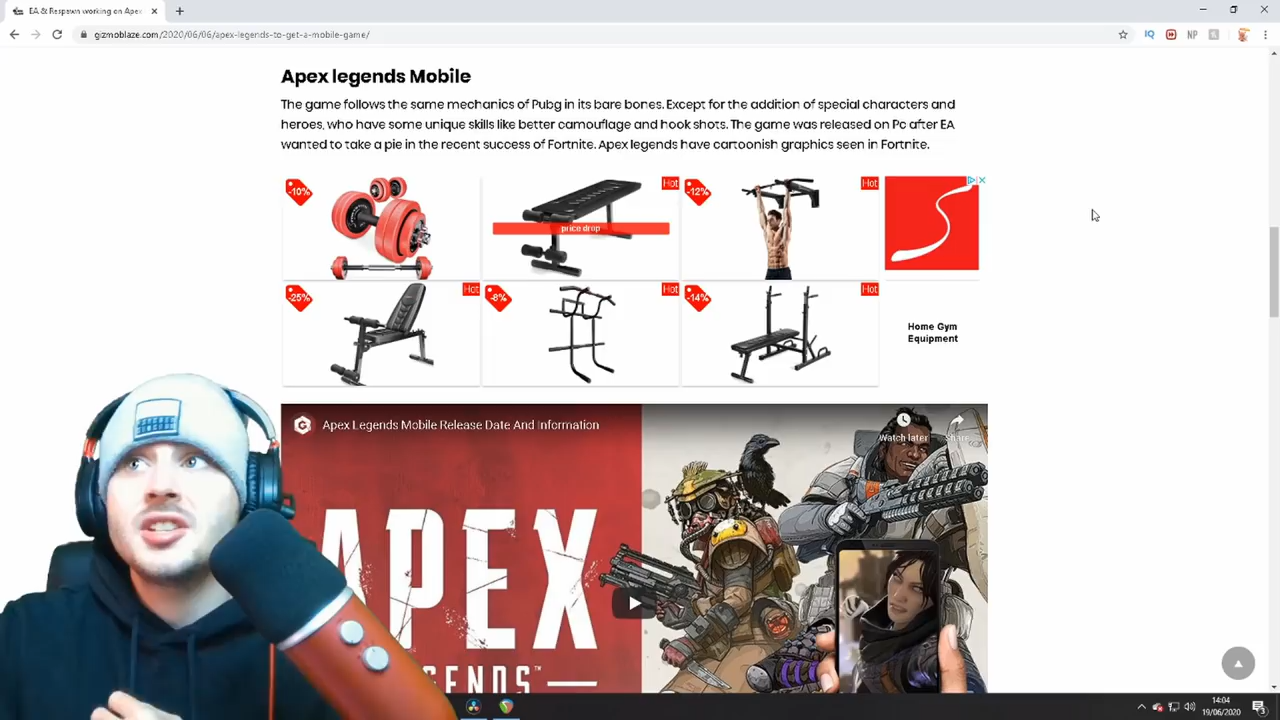 EA & Respawn working on Apex
gizmoblaze.com/2020/06/06/apex-legends-to-get-a-mobile-game/
IQ
NP
Apex legends Mobile
The game follows the same mechanics of Pubg in its bare bones. Except for the addition of special characters and
heroes, who have some unique skills like better camouflage and hook shots. The game was released on Pc after EA
wanted to take a pie in the recent success of Fortnite. Apex legends have cartoonish graphics seen in Fortnite.
-10%
Hot
price drop
-12%
Hot
-25%
Hot
-8%
Hot
-14%
Hot
Home Gym
Equipment
Apex Legends Mobile Release Date And Information
Watch later
Share
APEX
GENDS™
14:04
19/06/2020
3